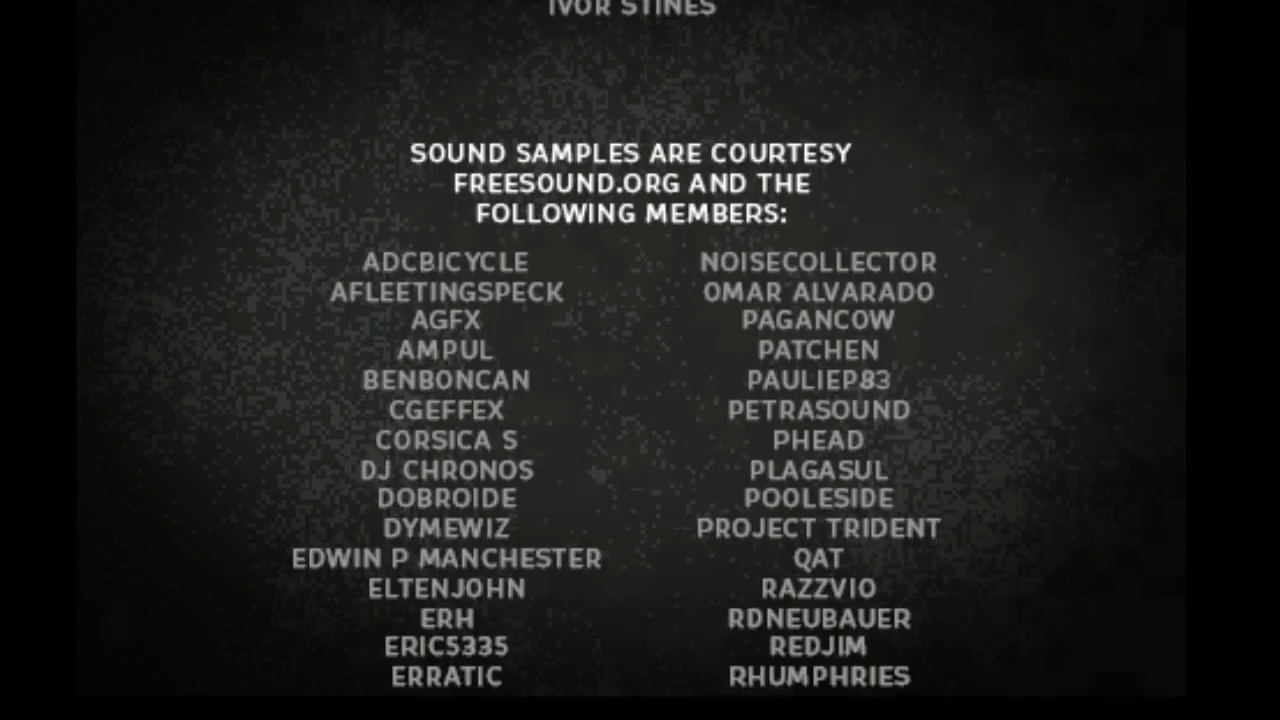 IVOR STINES
SOUND SAMPLES ARE COURTESY
FREESOUND.ORG AND THE
FOLLOWING MEMBERS:
ADCBICYCLE
AFLEETINGSPECK
AGFX
AMPUL
BENBONCAN
CGEFFEX
CORSICA S
DJ CHRONOS
DOBROIDE
DYMEWIZ
EDWIN P MANCHESTER
ELTENJOHN
ERH
ERIC5335
ERRATIC
NOISECOLLECTOR
OMAR ALVARADO
PAGANCOW
PATCHEN
PAULIEP83
PETRASOUND
PHEAD
PLAGASUL
POOLESIDE
PROJECT TRIDENT
QAT
RAZZVIO
RDNEUBAUER
REDJIM
RHUMPHRIES